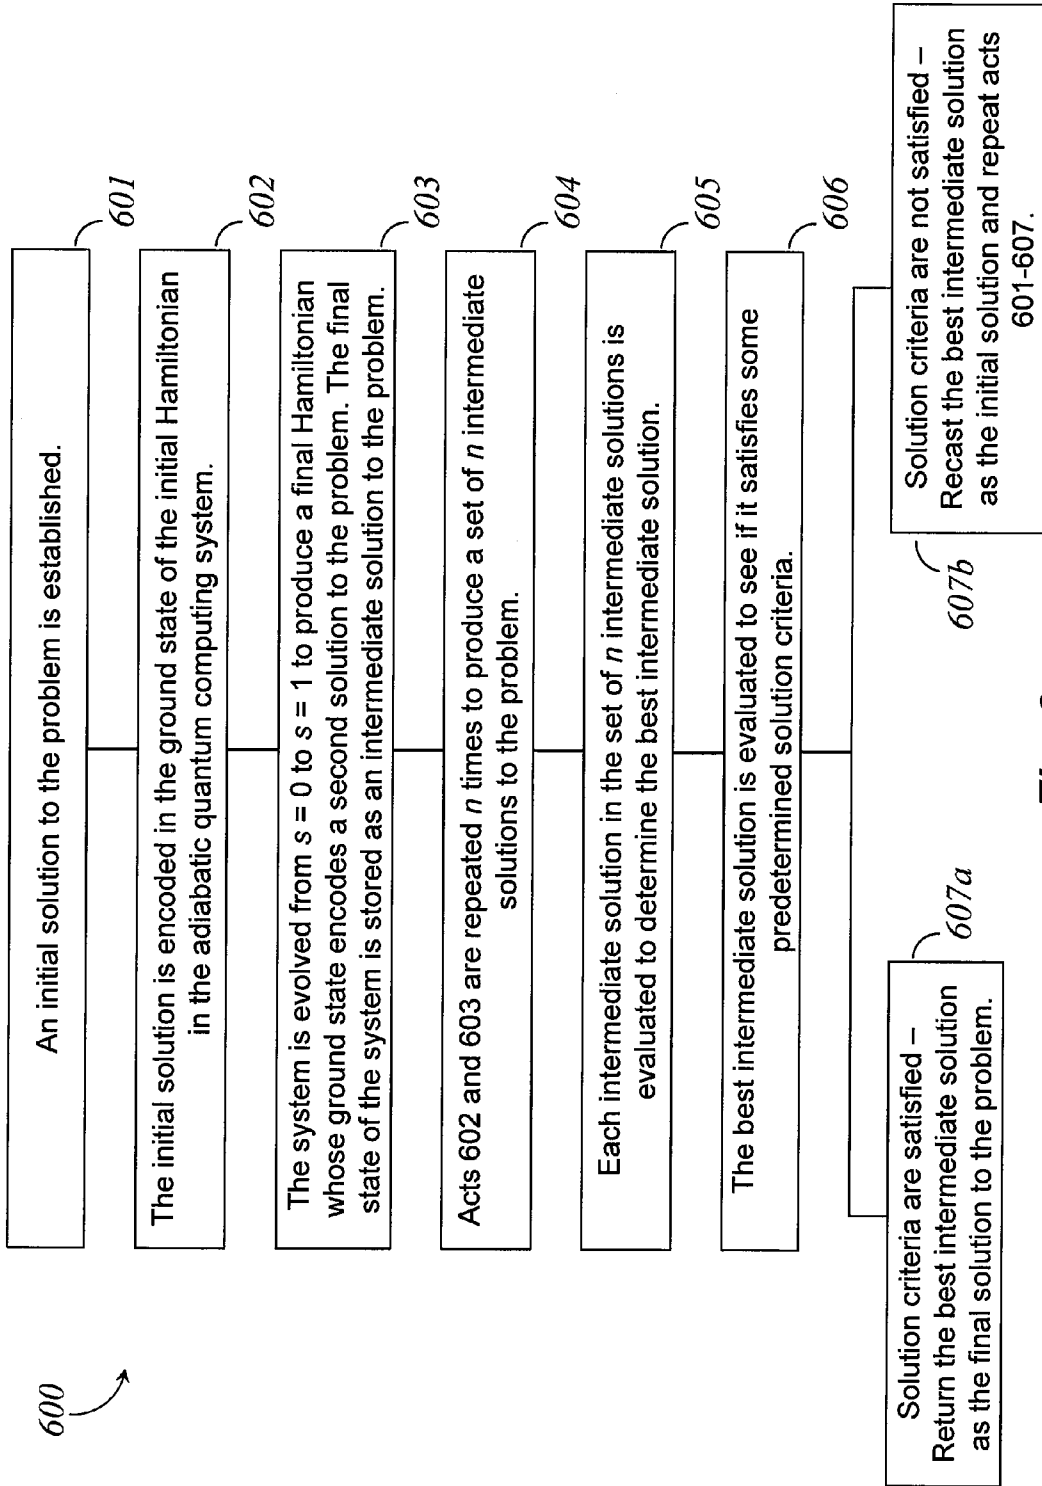 600
An initial solution to the problem is established.
601
The initial solution is encoded in the ground state of the initial Hamiltonian
in the adiabatic quantum computing system.
602
The system is evolved from s = 0 to s = 1 to produce a final Hamiltonian
whose ground state encodes a second solution to the problem. The final
state of the system is stored as an intermediate solution to the problem.
603
Acts 602 and 603 are repeated n times to produce a set of n intermediate
solutions to the problem.
604
Each intermediate solution in the set of n intermediate solutions is
evaluated to determine the best intermediate solution.
605
The best intermediate solution is evaluated to see if it satisfies some
predetermined solution criteria.
606
Solution criteria are satisfied –
Return the best intermediate solution
as the final solution to the problem.
607a
Solution criteria are not satisfied –
Recast the best intermediate solution
as the initial solution and repeat acts
601-607.
607b